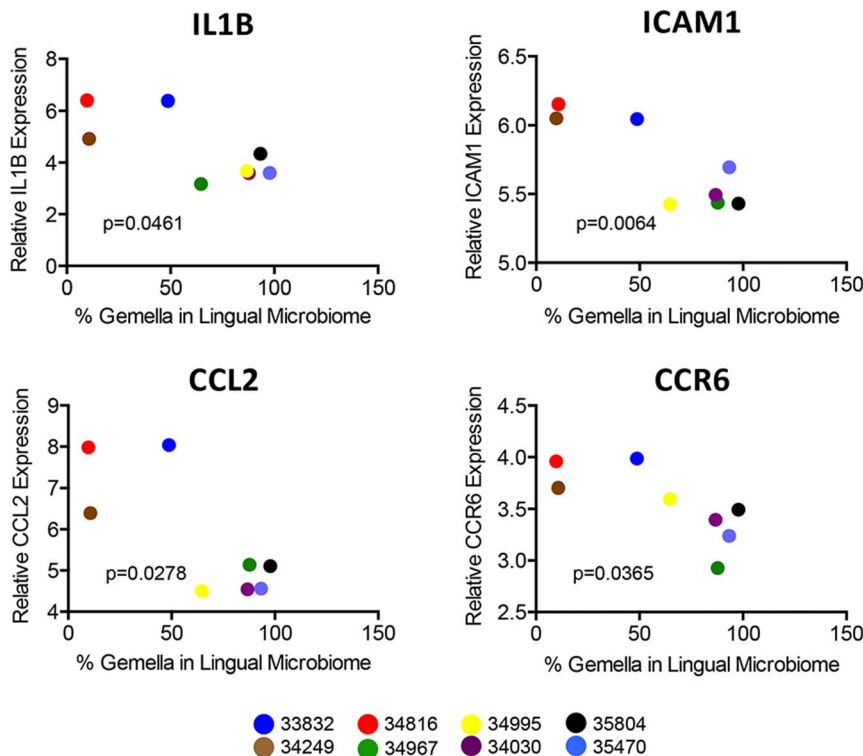 IL1B
Relative IL1B Expression
8
6
4
2
0
p=0.0461
0 50 100 150
% Gemella in Lingual Microbiome
ICAM1
Relative ICAM1 Expression
6.5
6.0
5.5
5.0
p=0.0064
0 50 100 150
% Gemella in Lingual Microbiome
CCL2
Relative CCL2 Expression
9
8
7
6
5
4
p=0.0278
0 50 100 150
% Gemella in Lingual Microbiome
CCR6
Relative CCR6 Expression
4.5
4.0
3.5
3.0
2.5
p=0.0365
0 50 100 150
% Gemella in Lingual Microbiome
33832 34816 34995 35804
34249 34967 34030 35470